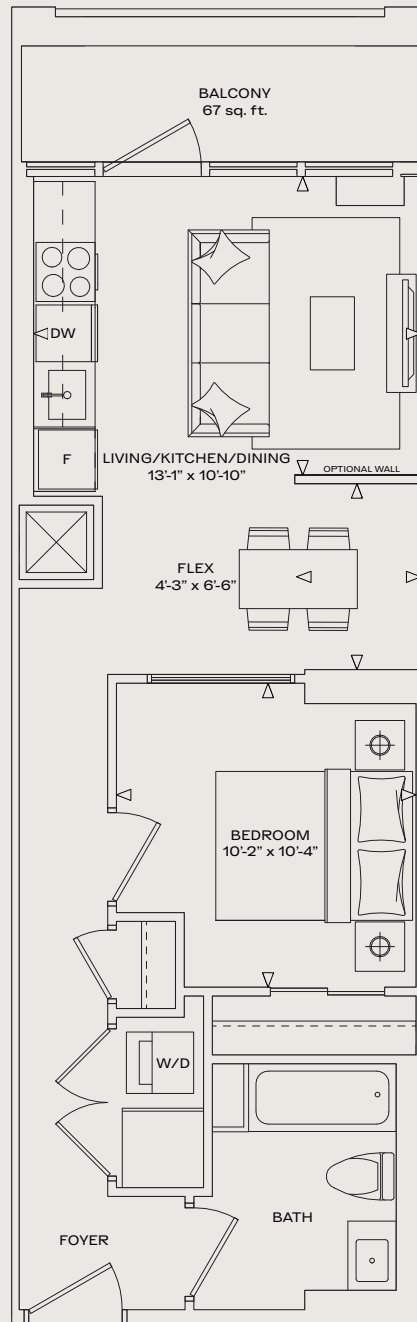 BALCONY
67 sq. ft.
DW
F
LIVING/KITCHEN/DINING
13'-1” x 10'-10”
OPTIONAL WALL
FLEX
4'-3” x 6'-6”
BEDROOM
10'-2” x 10'-4”
W/D
BATH
FOYER